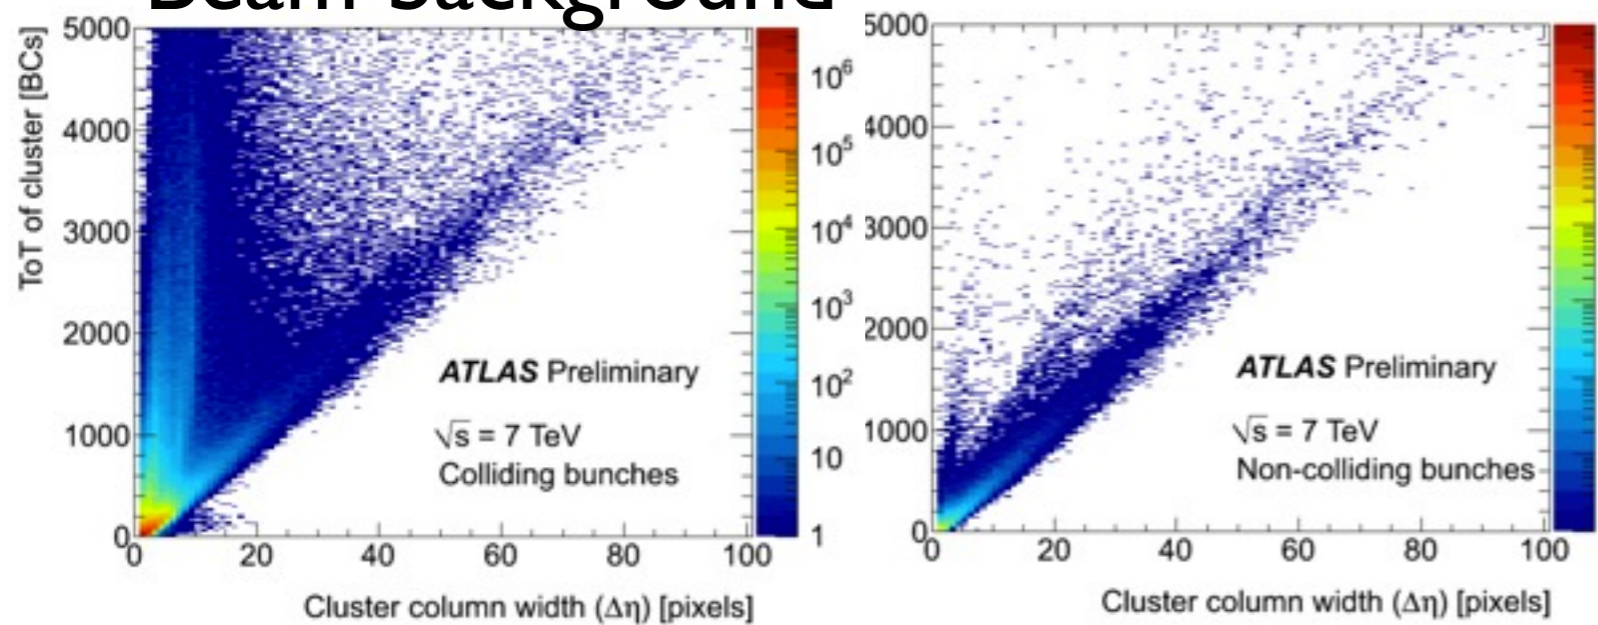 Beam Background
ToT of cluster [BCs]
5000
4000
3000
2000
1000
0
0 20 40 60 80 100
Cluster column width (Δη) [pixels]
ATLAS Preliminary
√s = 7 TeV
Colliding bunches
10⁶
10⁵
10⁴
10³
10²
10
1
5000
4000
3000
2000
1000
0
0 20 40 60 80 100
Cluster column width (Δη) [pixels]
ATLAS Preliminary
√s = 7 TeV
Non-colliding bunches